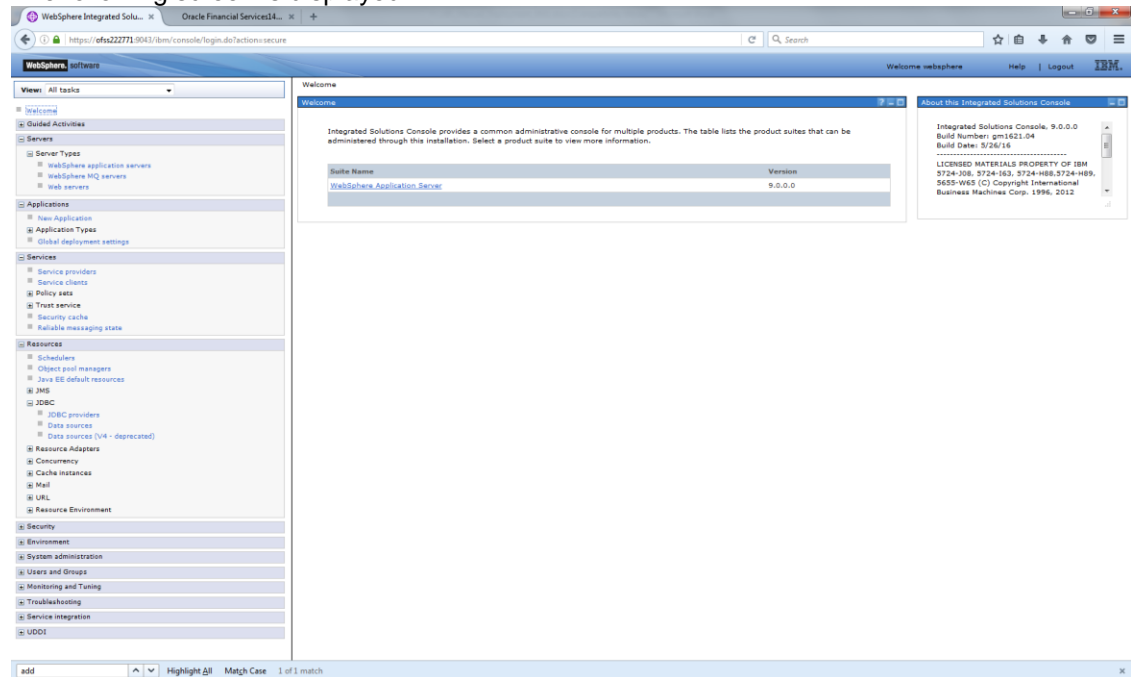 WebSphere Integrated Solu... ×
Oracle Financial Services14... × +
https://ofss222771:9043/ibm/console/login.do?action=secure
Search
WebSphere. software
Welcome websphere Help | Logout IBM.
View: All tasks
Welcome
Guided Activities
Servers
Server Types
WebSphere application servers
WebSphere MQ servers
Web servers
Applications
New Application
Application Types
Global deployment settings
Services
Service providers
Service clients
Policy sets
Trust service
Security cache
Reliable messaging state
Resources
Schedulers
Object pool managers
Java EE default resources
JMS
JDBC
JDBC providers
Data sources
Data sources (V4 - deprecated)
Resource Adapters
Concurrency
Cache instances
Mail
URL
Resource Environment
Security
Environment
System administration
Users and Groups
Monitoring and Tuning
Troubleshooting
Service integration
UDDI
Welcome
Welcome
Integrated Solutions Console provides a common administrative console for multiple products. The table lists the product suites that can be
administered through this installation. Select a product suite to view more information.
Suite Name Version
WebSphere Application Server 9.0.0.0
About this Integrated Solutions Console
Integrated Solutions Console, 9.0.0.0
Build Number: gm1621.04
Build Date: 5/26/16
LICENSED MATERIALS PROPERTY OF IBM
5724-J08, 5724-I63, 5724-H88,5724-H89,
5655-W65 (C) Copyright International
Business Machines Corp. 1996, 2012
add Highlight All Match Case 1 of 1 match ×